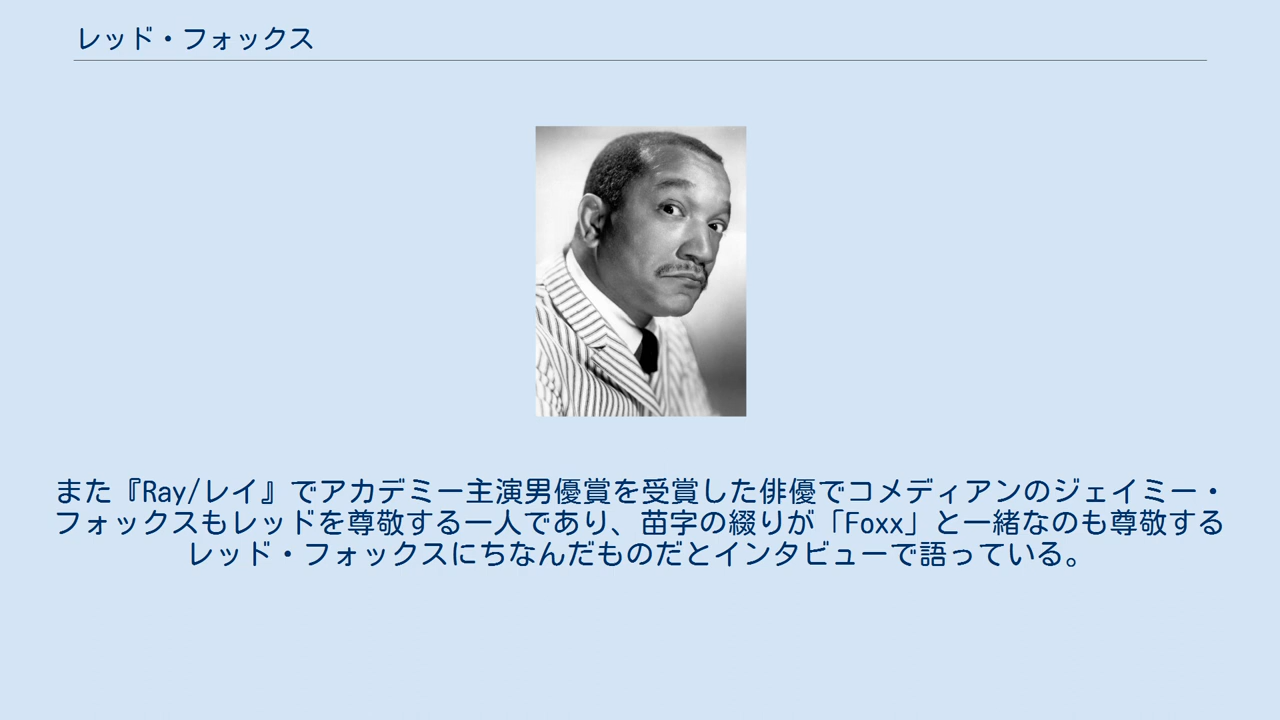 レッド・フォックス
また『Ray/レイ』でアカデミー主演男優賞を受賞した俳優でコメディアンのジェイミー・
フォックスもレッドを尊敬する一人であり、苗字の綴りが「Foxx」と一緒なのも尊敬する
レッド・フォックスにちなんだものだとインタビューで語っている。